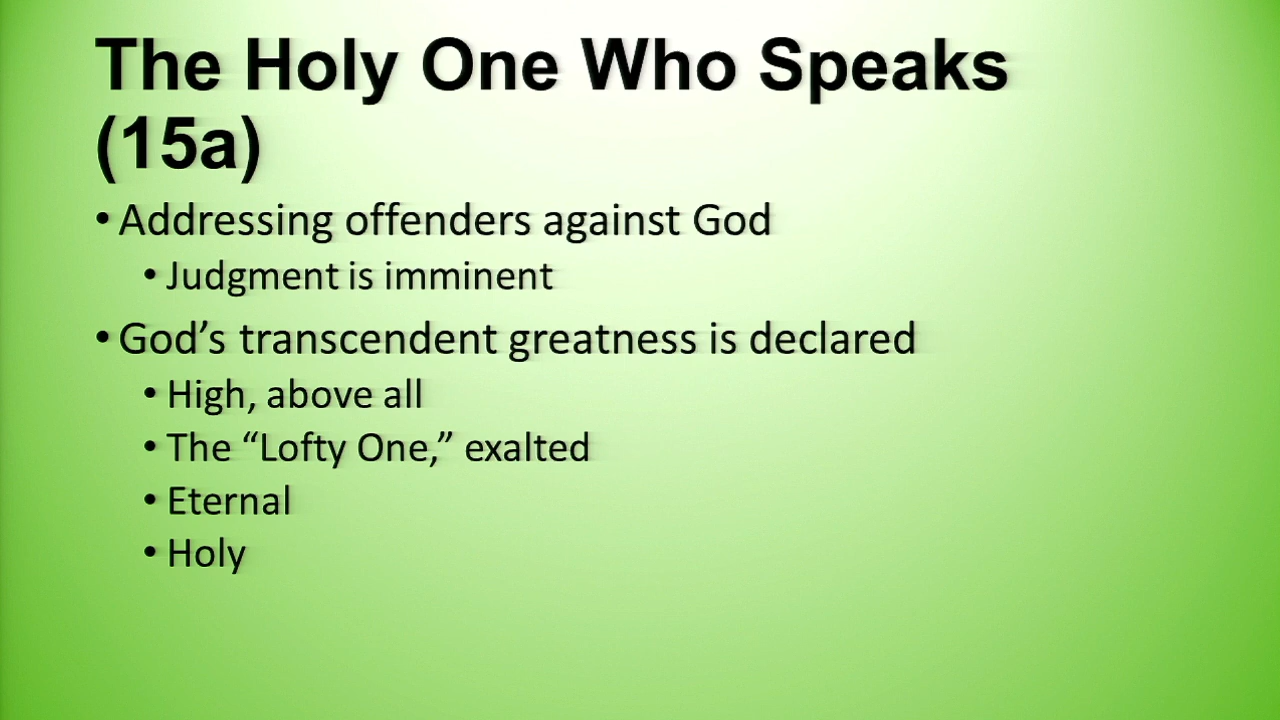 The Holy One Who Speaks
(15a)
• Addressing offenders against God
• Judgment is imminent
• God’s transcendent greatness is declared
• High, above all
• The “Lofty One,” exalted
• Eternal
• Holy